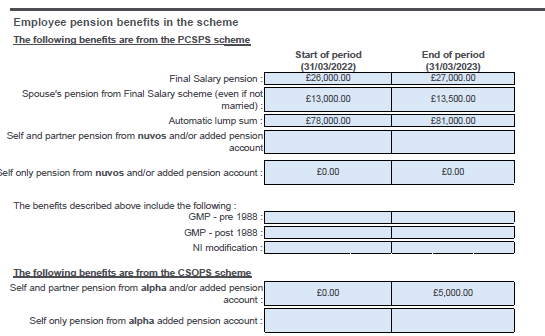 Employee pension benefits in the scheme
The following benefits are from the PCSPS scheme
Start of period End of period
(31/03/2022) (31/03/2023)
Final Salary pension : £26,000.00 £27,000.00
Spouse's pension from Final Salary scheme (even if not
married) : £13,000.00 £13,500.00
Automatic lump sum : £78,000.00 £81,000.00
Self and partner pension from nuvos and/or added pension
account
Self only pension from nuvos and/or added pension account : £0.00 £0.00
The benefits described above include the following :
GMP - pre 1988 :
GMP - post 1988 :
NI modification :
The following benefits are from the CSOPS scheme
Self and partner pension from alpha and/or added pension
account : £0.00 £5,000.00
Self only pension from alpha added pension account :